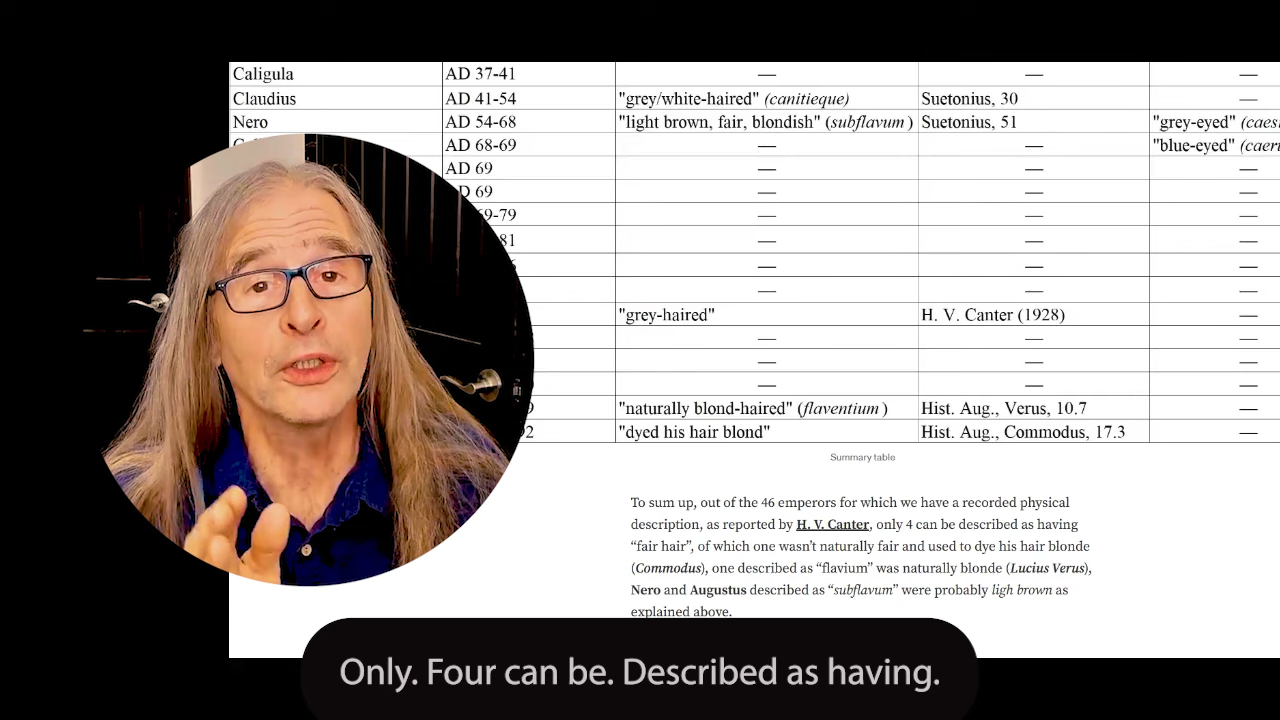 Caligula AD 37-41 — — —
Claudius AD 41-54 "grey/white-haired" (canitieque) Suetonius, 30 —
Nero AD 54-68 "light brown, fair, blondish" (subflavum) Suetonius, 51 "grey-eyed" (caes
AD 68-69 — — "blue-eyed" (caer
AD 69 — — —
D 69 — — —
69-79 — — —
81 — — —
— — —
— — —
"grey-haired" H. V. Canter (1928) —
— — —
— — —
— — —
"naturally blond-haired" (flaventium) Hist. Aug., Verus, 10.7 —
92 "dyed his hair blond" Hist. Aug., Commodus, 17.3 —
Summary table
To sum up, out of the 46 emperors for which we have a recorded physical
description, as reported by H. V. Canter, only 4 can be described as having
“fair hair”, of which one wasn’t naturally fair and used to dye his hair blonde
(Commodus), one described as “flavium” was naturally blonde (Lucius Verus),
Nero and Augustus described as “subflavum” were probably ligh brown as
explained above.
Only. Four can be. Described as having.